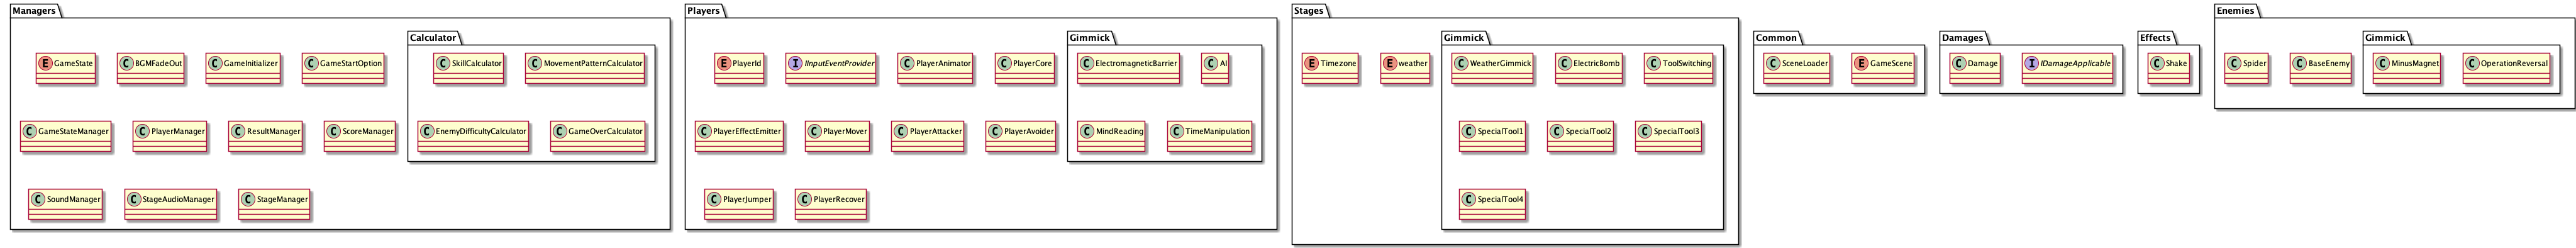 Managers
Calculator
E GameState
C BGMFadeOut
C GameInitializer
C GameStartOption
C SkillCalculator
C MovementPatternCalculator
C GameStateManager
C PlayerManager
C ResultManager
C ScoreManager
C EnemyDifficultyCalculator
C GameOverCalculator
C SoundManager
C StageAudioManager
C StageManager
Players
Gimmick
E PlayerId
I IInputEventProvider
C PlayerAnimator
C PlayerCore
C ElectromagneticBarrier
C AI
C PlayerEffectEmitter
C PlayerMover
C PlayerAttacker
C PlayerAvoider
C MindReading
C TimeManipulation
C PlayerJumper
C PlayerRecover
Stages
Gimmick
E Timezone
E weather
C WeatherGimmick
C ElectricBomb
C ToolSwitching
C SpecialTool1
C SpecialTool2
C SpecialTool3
C SpecialTool4
Common
C SceneLoader
E GameScene
Damages
C Damage
I IDamageApplicable
Effects
C Shake
Enemies
Gimmick
C Spider
C BaseEnemy
C MinusMagnet
C OperationReversal